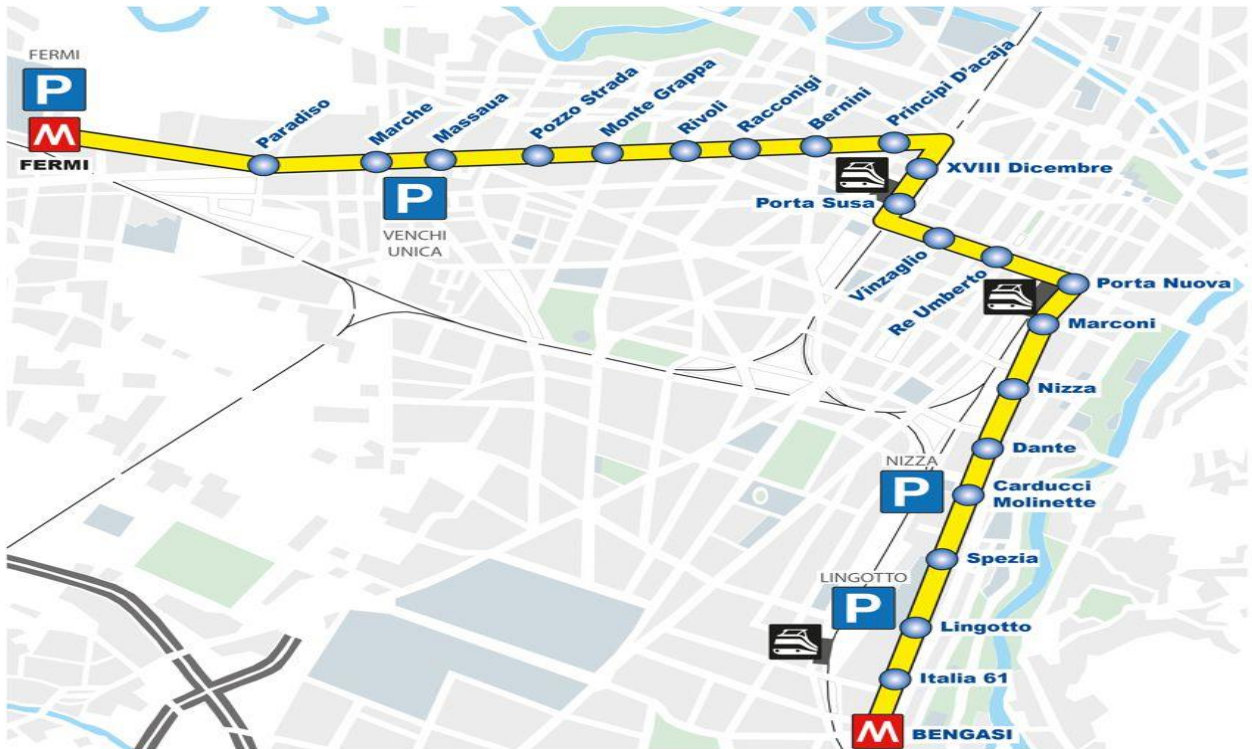 FERMI
P
M
FERMI
Paradiso
Marche
Massaua
Pozzo Strada
Monte Grappa
Rivoli
Racconigi
Bernini
Principi D'acaja
P
VENCHI
UNICA
XVIII Dicembre
Porta Susa
Vinzaglio
Re Umberto
Porta Nuova
Marconi
Nizza
Dante
NIZZA
P
Carducci
Molinette
Spezia
LINGOTTO
P
Lingotto
Italia 61
M
BENGASI